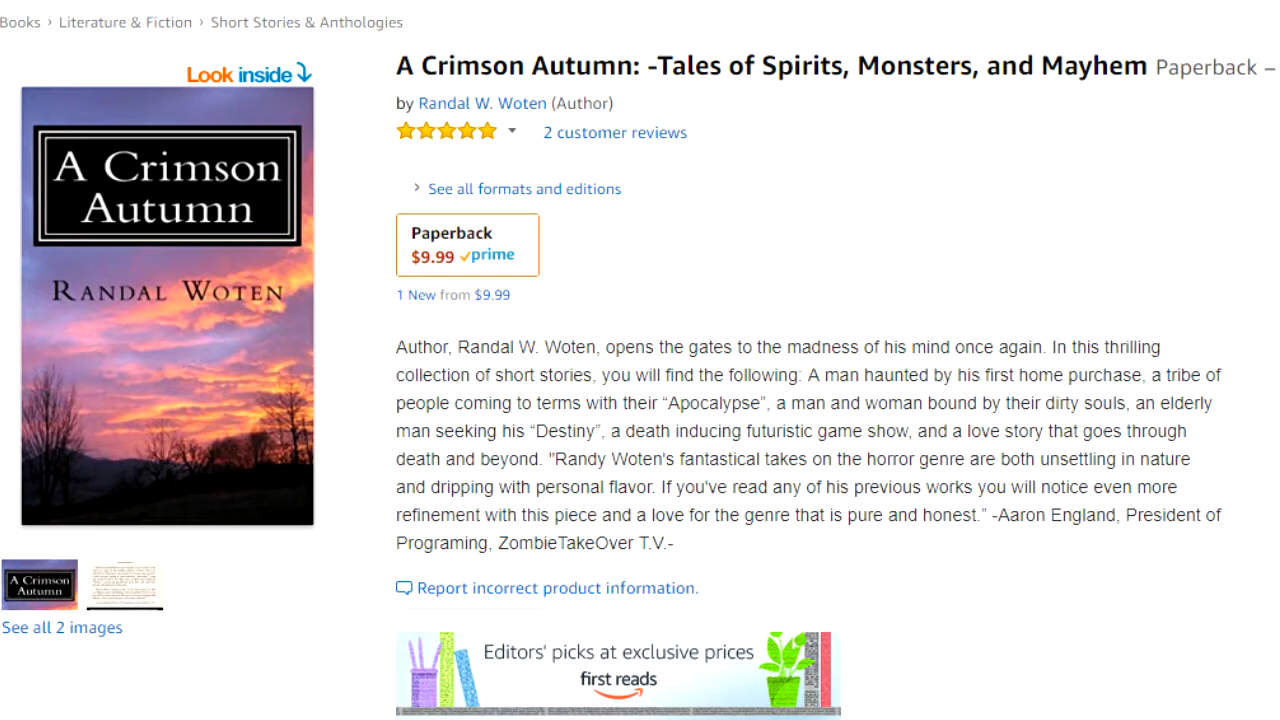 Books › Literature & Fiction › Short Stories & Anthologies
Look inside
A Crimson
Autumn
RANDAL WOTEN
A Crimson
Autumn
See all 2 images
A Crimson Autumn: -Tales of Spirits, Monsters, and Mayhem Paperback –
by Randal W. Woten (Author)
2 customer reviews
› See all formats and editions
Paperback
$9.99 prime
1 New from $9.99
Author, Randal W. Woten, opens the gates to the madness of his mind once again. In this thrilling
collection of short stories, you will find the following: A man haunted by his first home purchase, a tribe of
people coming to terms with their “Apocalypse”, a man and woman bound by their dirty souls, an elderly
man seeking his “Destiny”, a death inducing futuristic game show, and a love story that goes through
death and beyond. "Randy Woten's fantastical takes on the horror genre are both unsettling in nature
and dripping with personal flavor. If you've read any of his previous works you will notice even more
refinement with this piece and a love for the genre that is pure and honest.” -Aaron England, President of
Programing, ZombieTakeOver T.V.-
Report incorrect product information.
Editors' picks at exclusive prices
first reads